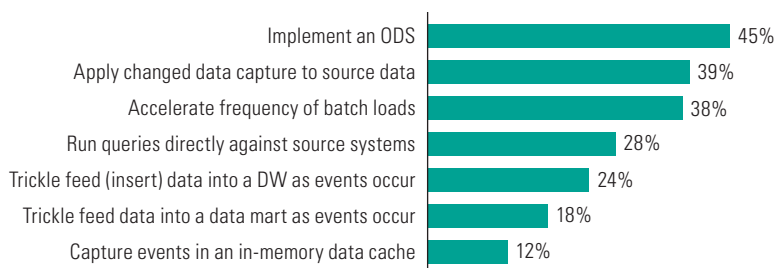 Implement an ODS 45%
Apply changed data capture to source data 39%
Accelerate frequency of batch loads 38%
Run queries directly against source systems 28%
Trickle feed (insert) data into a DW as events occur 24%
Trickle feed data into a data mart as events occur 18%
Capture events in an in-memory data cache 12%